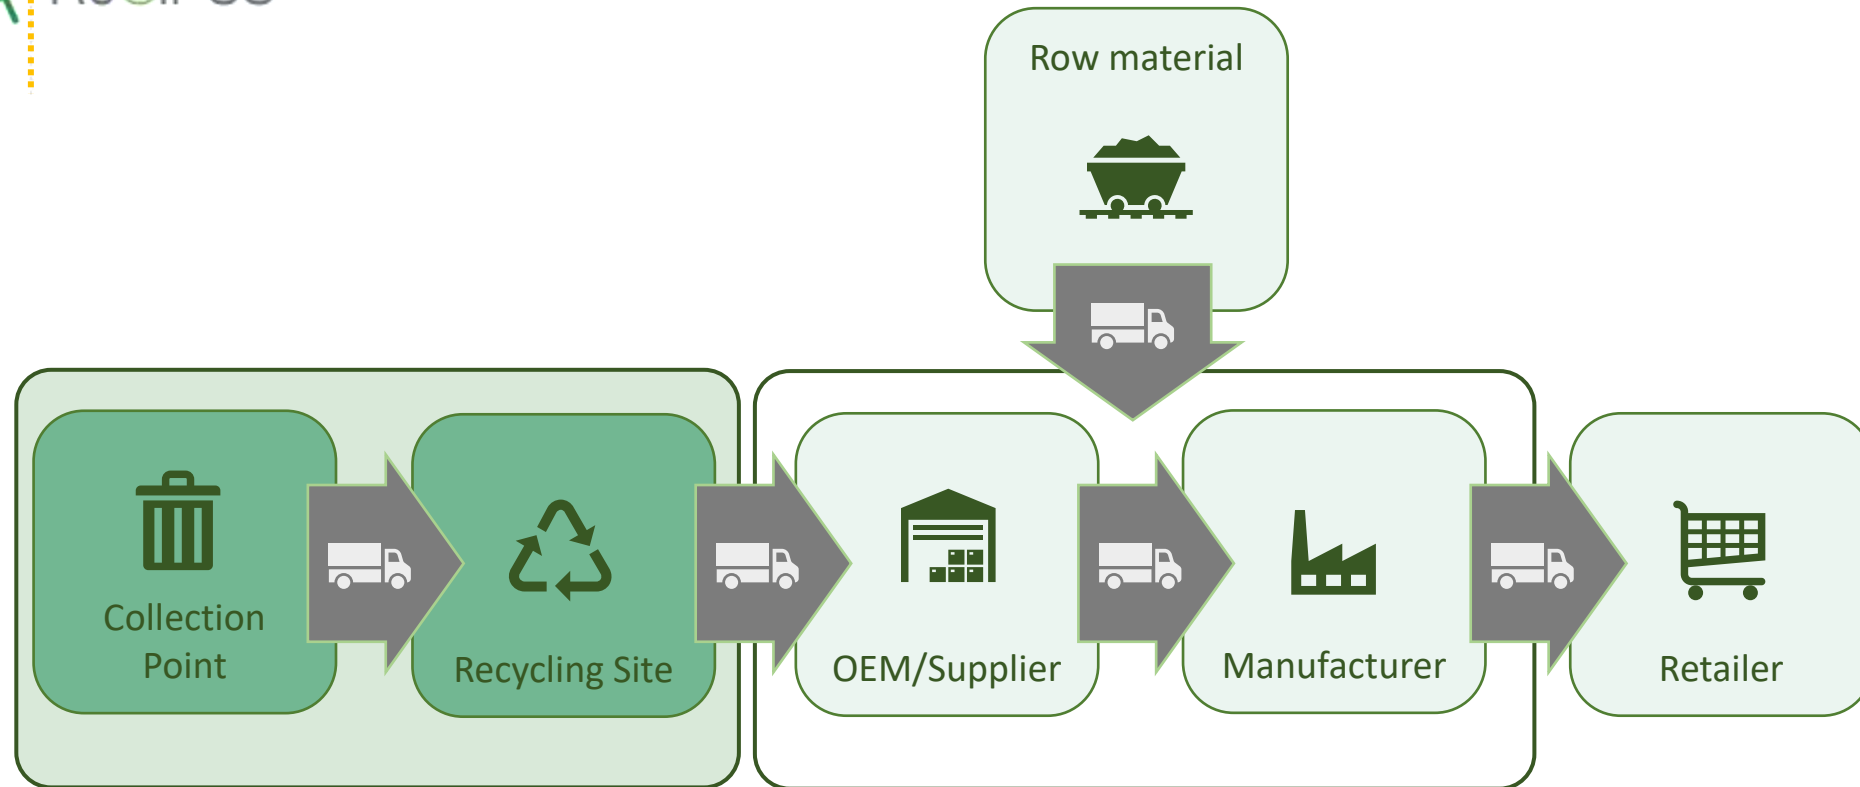 Row material
Collection
Point
Recycling Site
OEM/Supplier
Manufacturer
Retailer